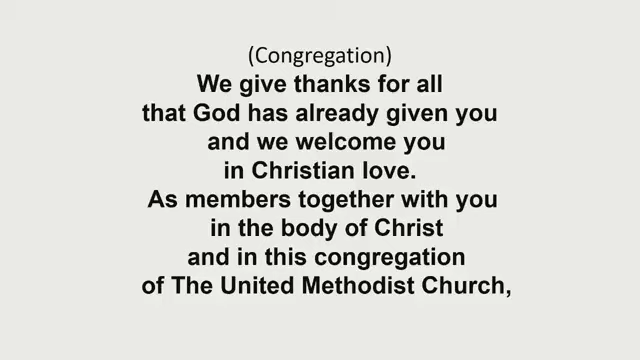 (Congregation)
We give thanks for all
that God has already given you
and we welcome you
in Christian love.
As members together with you
in the body of Christ
and in this congregation
of The United Methodist Church,